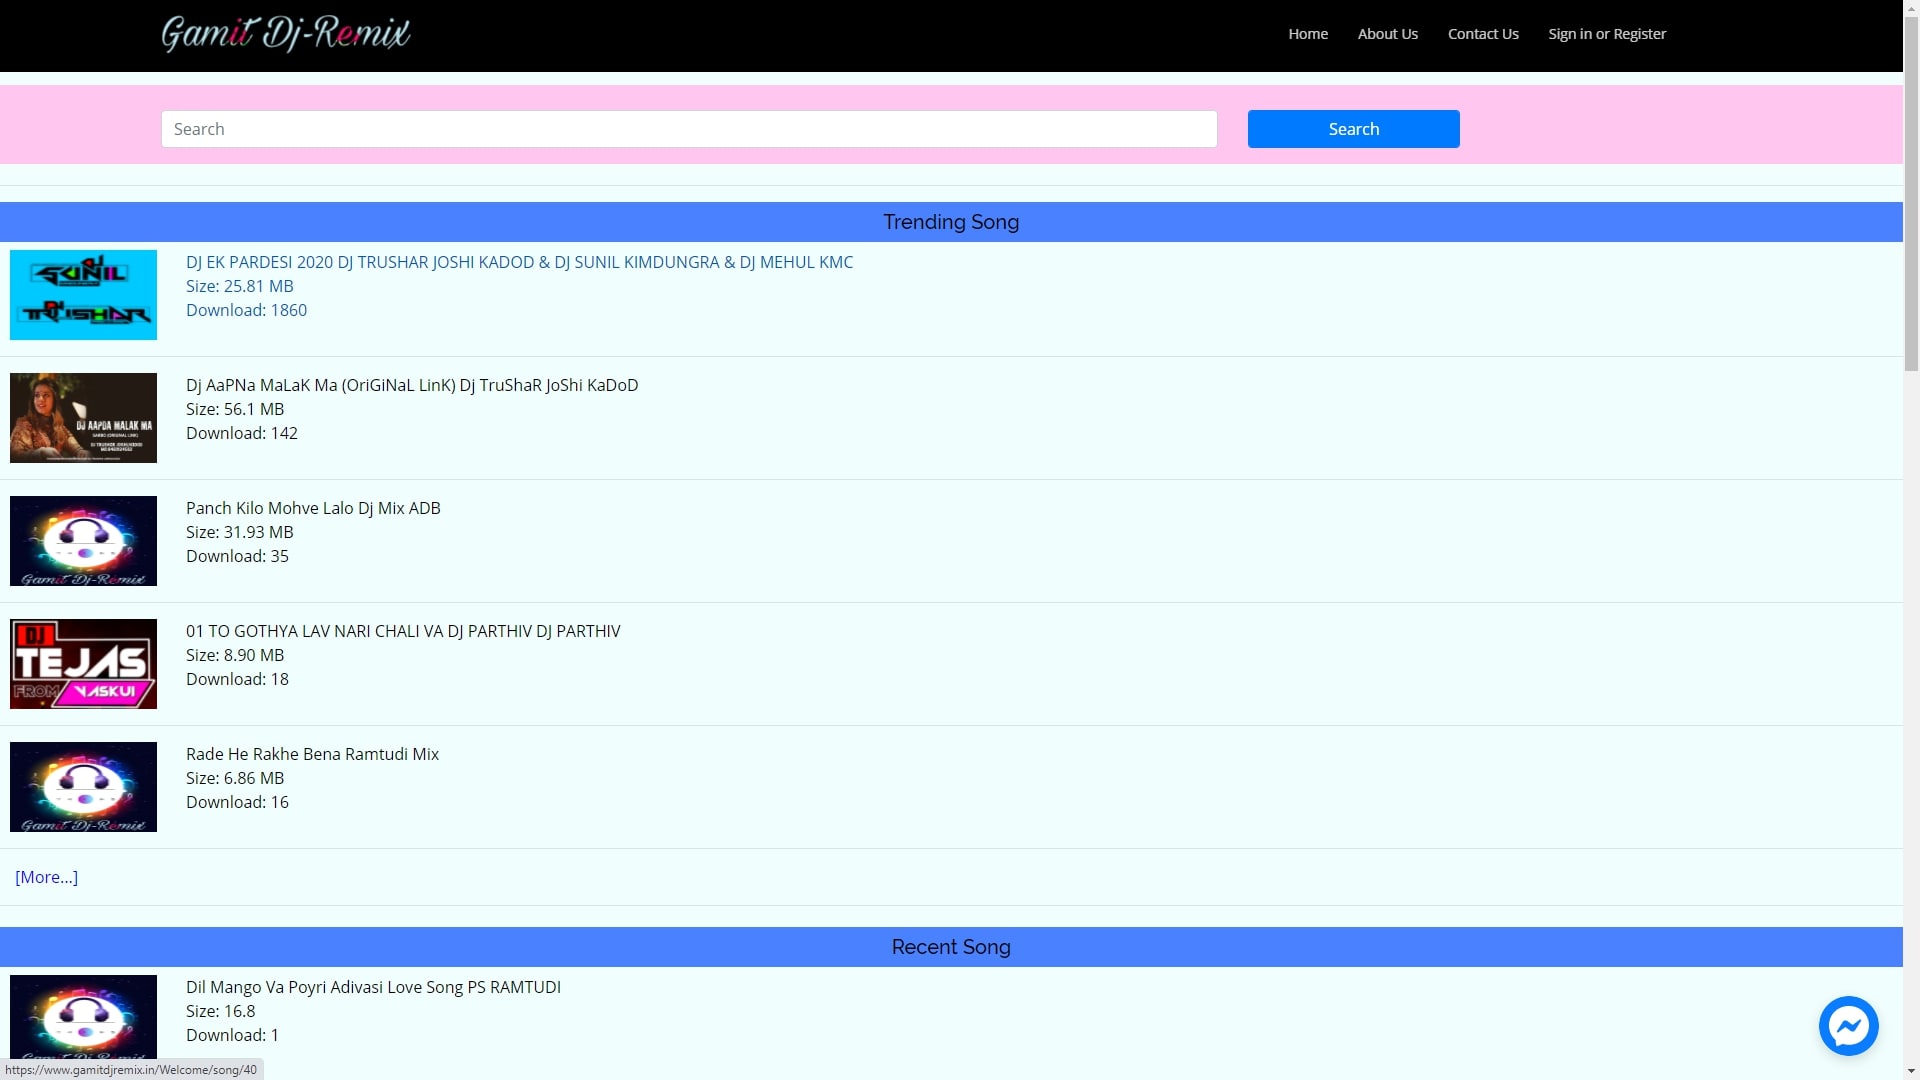 Gamit Dj-Remix
Home
About Us
Contact Us
Sign in or Register
Search
Search
Trending Song
DJ SUNIL
DJ TRUSHAR
DJ EK PARDESI 2020 DJ TRUSHAR JOSHI KADOD & DJ SUNIL KIMDUNGRA & DJ MEHUL KMC
Size: 25.81 MB
Download: 1860
DJ AAPDA MALAK MA
Dj AaPNa MaLaK Ma (OriGiNaL LinK) Dj TruShaR JoShi KaDoD
Size: 56.1 MB
Download: 142
Gamit Dj-Remix
Panch Kilo Mohve Lalo Dj Mix ADB
Size: 31.93 MB
Download: 35
DJ
TEJAS
FROM VASKUI
01 TO GOTHYA LAV NARI CHALI VA DJ PARTHIV DJ PARTHIV
Size: 8.90 MB
Download: 18
Gamit Dj-Remix
Rade He Rakhe Bena Ramtudi Mix
Size: 6.86 MB
Download: 16
[More...]
Recent Song
Dil Mango Va Poyri Adivasi Love Song PS RAMTUDI
Size: 16.8
Download: 1
https://www.gamitdjremix.in/Welcome/song/40